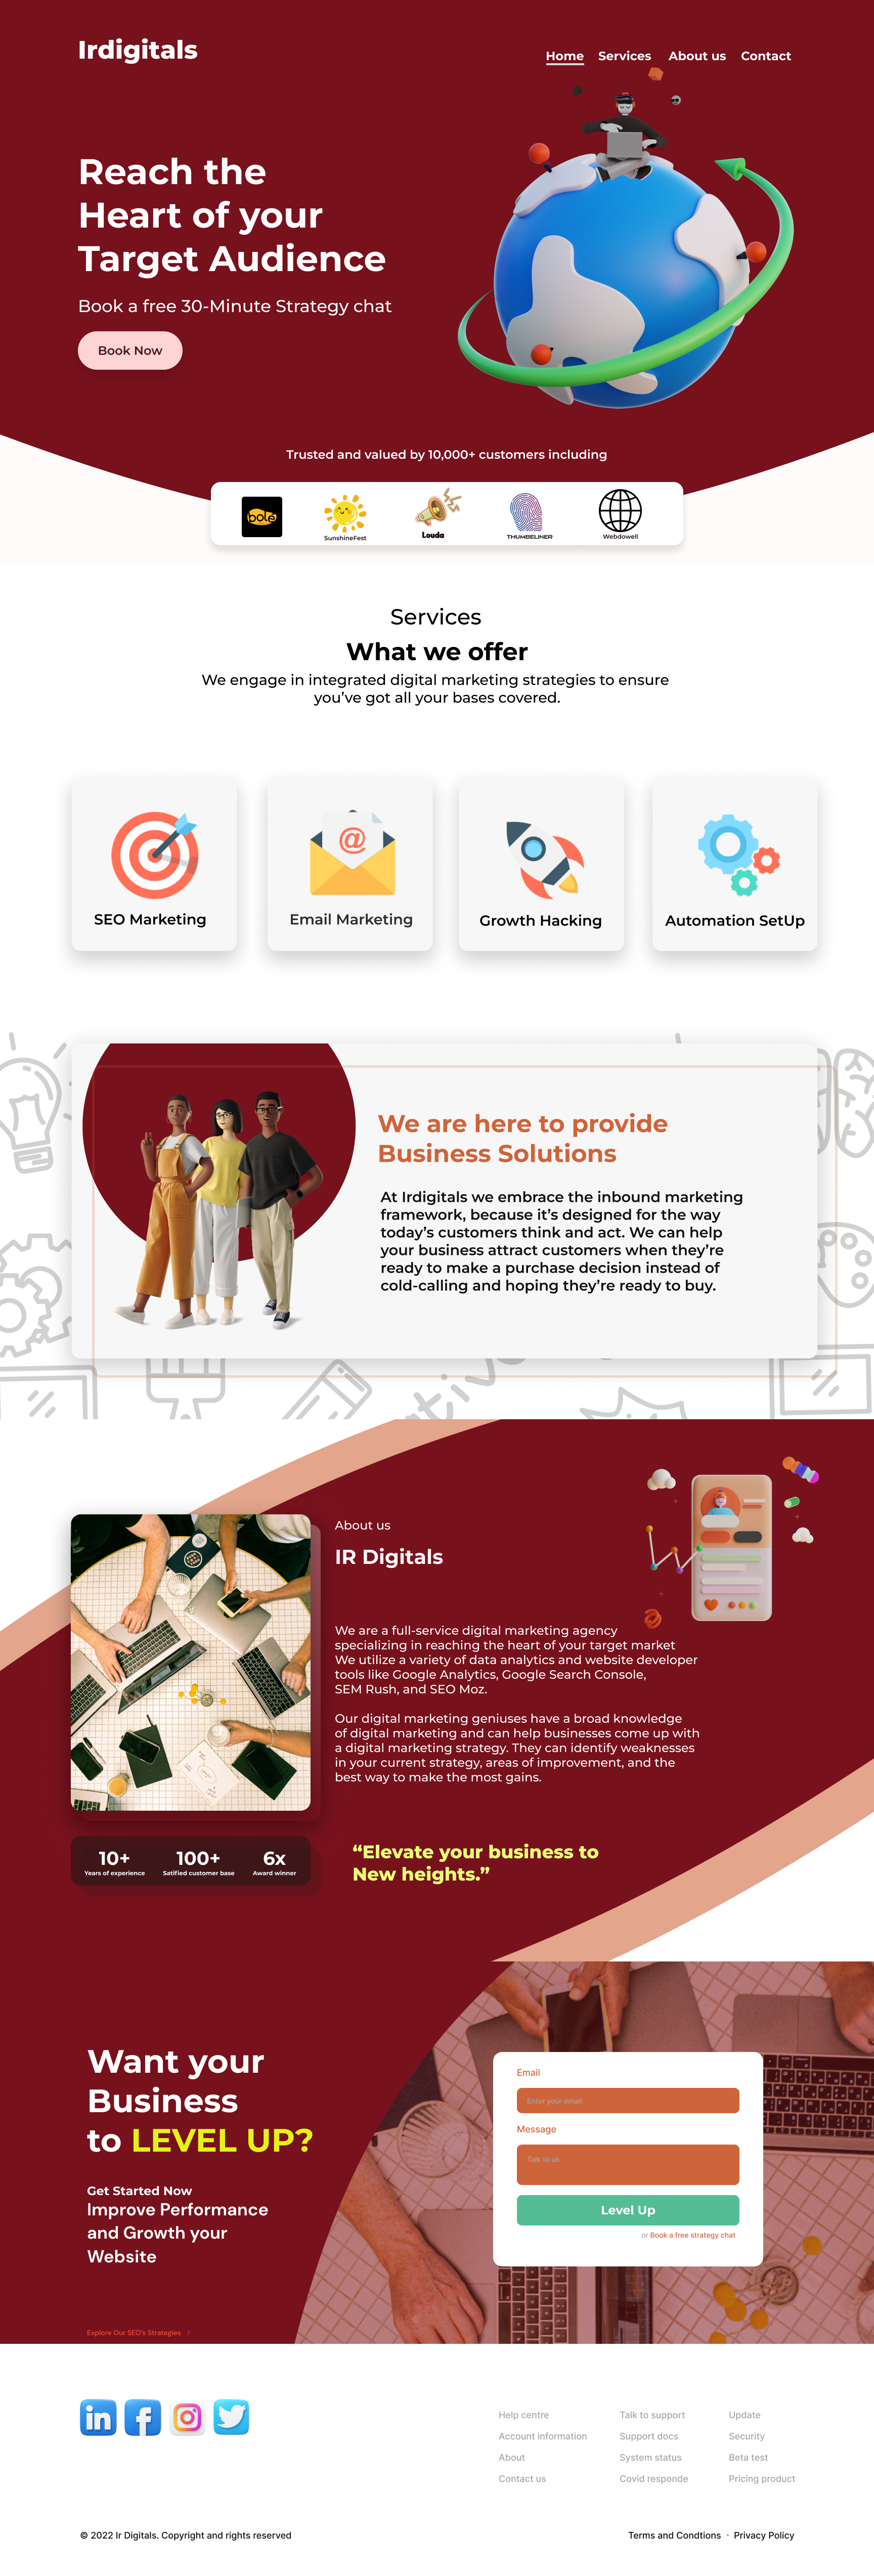 Irdigitals
Home Services About us Contact
Reach the
Heart of your
Target Audience
Book a free 30-Minute Strategy chat
Book Now
Trusted and valued by 10,000+ customers including
bole
SunshineFest
Louda
THUMBELINER
Webdowell
Services
What we offer
We engage in integrated digital marketing strategies to ensure
you’ve got all your bases covered.
SEO Marketing
@
Email Marketing
Growth Hacking
Automation SetUp
We are here to provide
Business Solutions
At Irdigitals we embrace the inbound marketing
framework, because it’s designed for the way
today’s customers think and act. We can help
your business attract customers when they’re
ready to make a purchase decision instead of
cold-calling and hoping they’re ready to buy.
About us
IR Digitals
We are a full-service digital marketing agency
specializing in reaching the heart of your target market
We utilize a variety of data analytics and website developer
tools like Google Analytics, Google Search Console,
SEM Rush, and SEO Moz.
Our digital marketing geniuses have a broad knowledge
of digital marketing and can help businesses come up with
a digital marketing strategy. They can identify weaknesses
in your current strategy, areas of improvement, and the
best way to make the most gains.
10+ 100+ 6x
Years of experience Satified customer base Award winner
“Elevate your business to
New heights.”
Want your
Business
to LEVEL UP?
Get Started Now
Improve Performance
and Growth your
Website
Explore Our SEO's Strategies >
Email
Enter your email
Message
Talk to us
Level Up
or Book a free strategy chat
in f
Help centre Talk to support Update
Account information Support docs Security
About System status Beta test
Contact us Covid responde Pricing product
© 2022 Ir Digitals. Copyright and rights reserved
Terms and Condtions · Privacy Policy